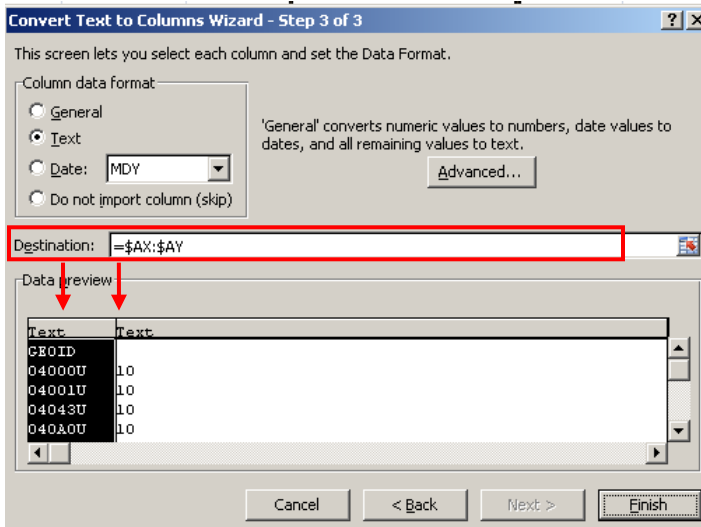 Convert Text to Columns Wizard - Step 3 of 3
This screen lets you select each column and set the Data Format.
Column data format
General
Text
Date: MDY
Do not import column (skip)
'General' converts numeric values to numbers, date values to
dates, and all remaining values to text.
Advanced...
Destination: =$AX:$AY
Data preview
Text Text
GEOID
04000U 10
04001U 10
04043U 10
040A0U 10
Cancel < Back Next > Finish